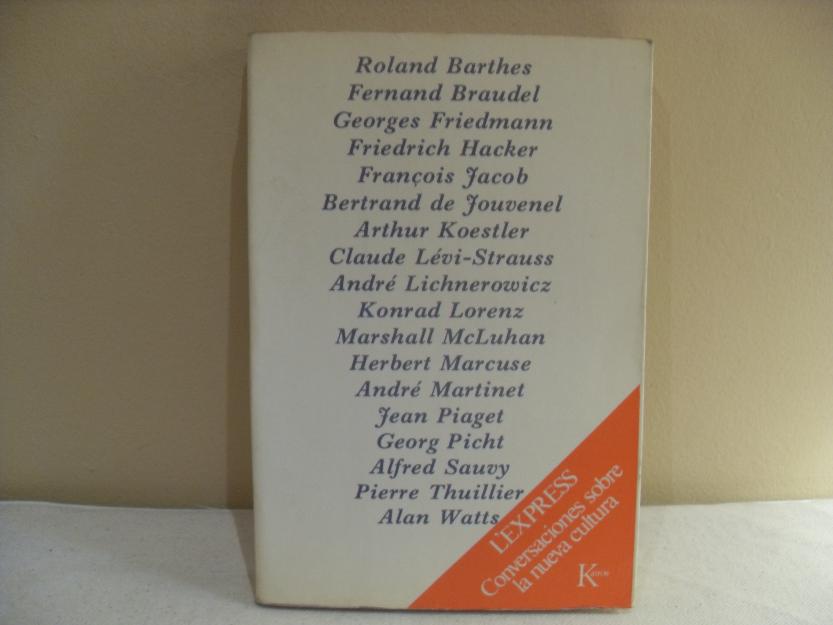 Roland Barthes
Fernand Braudel
Georges Friedmann
Friedrich Hacker
François Jacob
Bertrand de Jouvenel
Arthur Koestler
Claude Lévi-Strauss
André Lichnerowicz
Konrad Lorenz
Marshall McLuhan
Herbert Marcuse
André Martinet
Jean Piaget
Georg Picht
Alfred Sauvy
Pierre Thuillier
Alan Watts
L'EXPRESS
Conversaciones sobre
la nueva cultura
Kairós